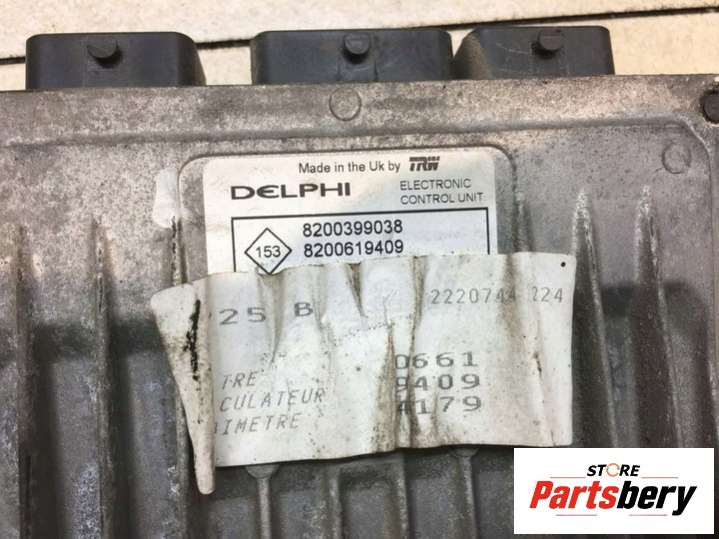 Made in the Uk by TRW
DELPHI
ELECTRONIC
CONTROL UNIT
153
8200399038
8200619409
25 B
2220744 224
TRE 0661
CULATEUR 9409
IMETRE 4179
STORE
Partsbery